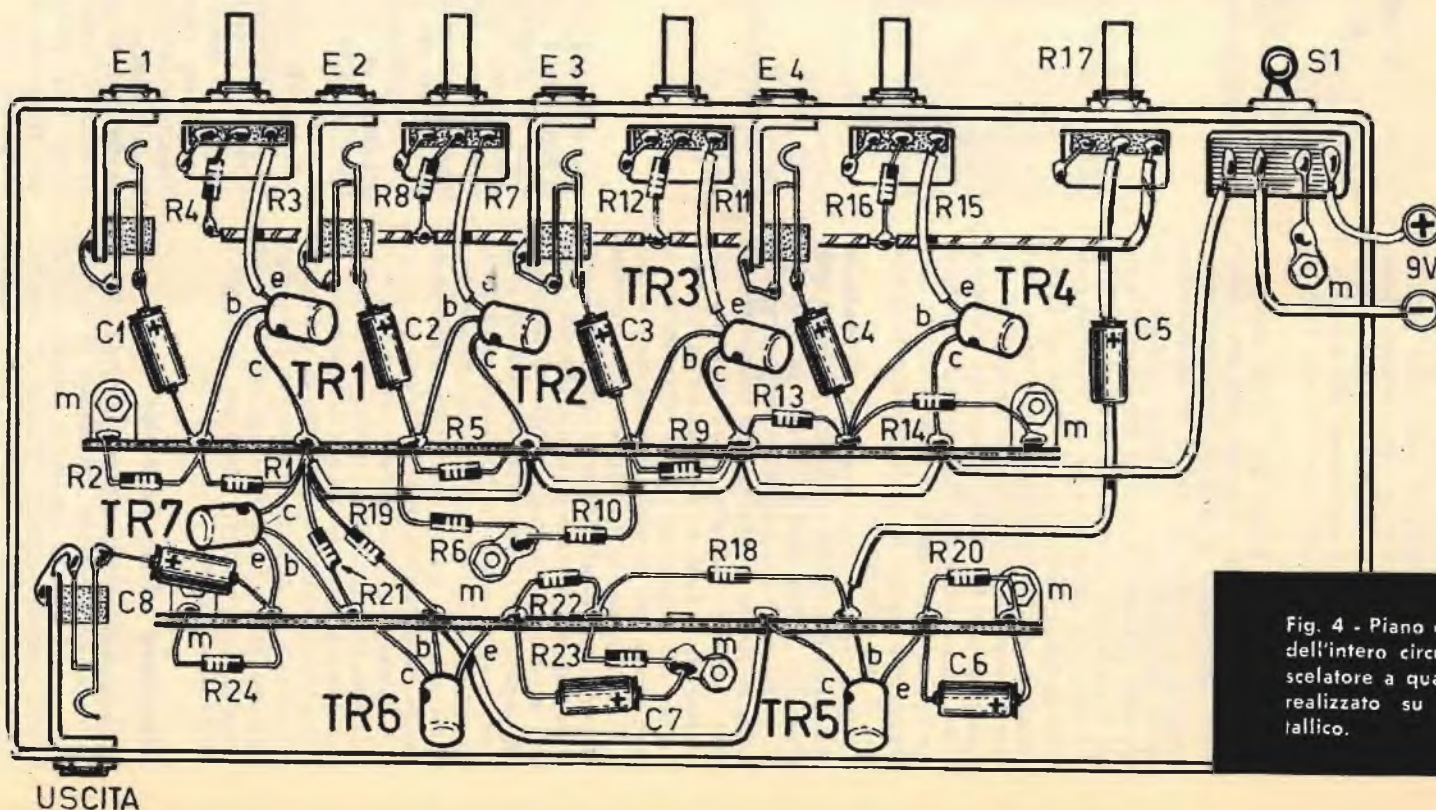 E1
E2
E3
E4
R17
S1
R4
R3
R8
R7
R12
R11
R16
R15
+
9V
−
m
e
b
c
C1
TR1
b
c
C2
TR2
e
b
c
C3
TR3
e
b
c
C4
TR4
C5
m
R5
R9
R13
R14
m
R2
R1
TR7
c
e
b
R19
R21
R6
m
R10
R18
R20
m
C8
m
R24
R22
R23
m
C7
c
b
e
TR6
c
b
e
TR5
C6
USCITA
Fig. 4 - Piano
dell'intero
scelatore a
realizzato su
tallico.